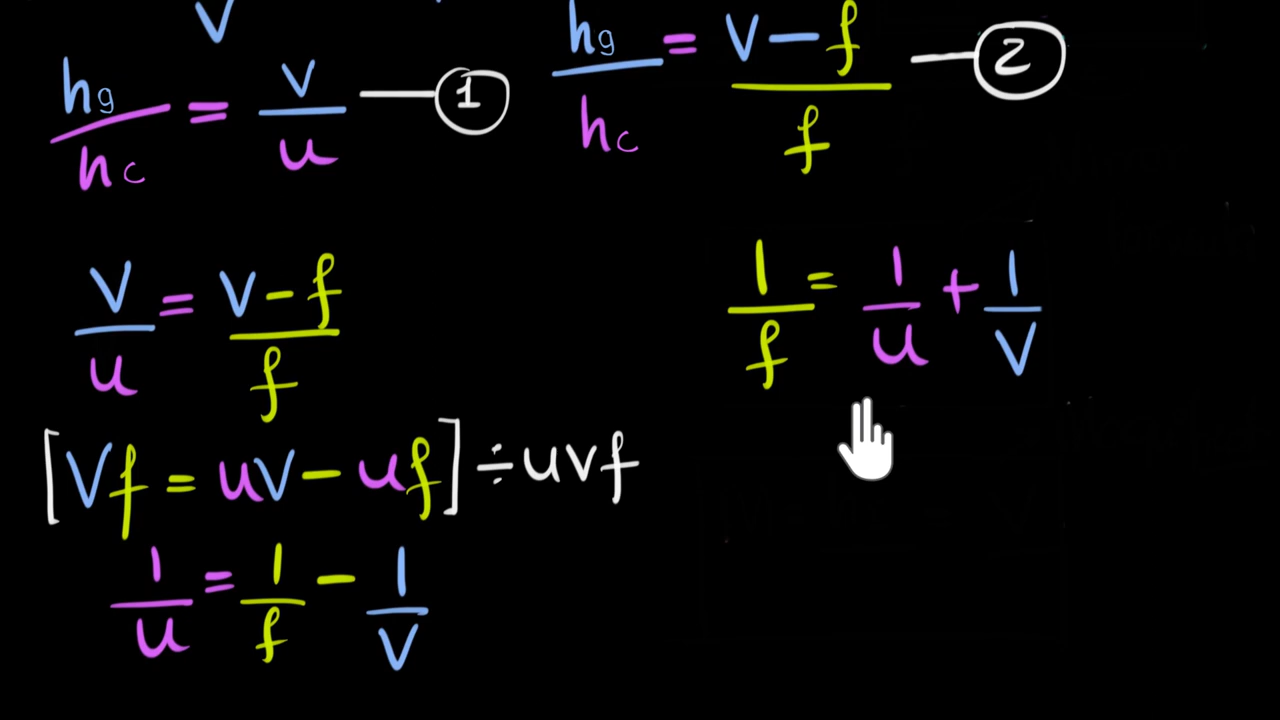 V
hg/hc = v/u — 1
hg/hc = v-f/f — 2
v/u = v-f/f
[vf = uv - uf] ÷ uvf
1/u = 1/f - 1/v
1/f = 1/u + 1/v